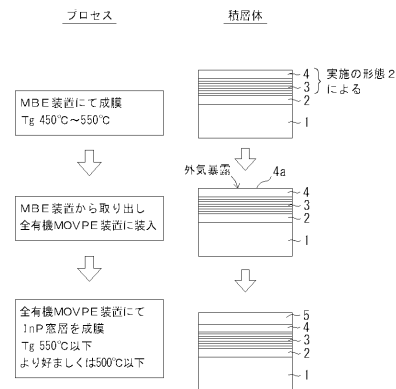 プロセス
積層体
MBE装置にて成膜
Tg 450℃~550℃
4
3
2
1
実施の形態2
による
外気暴露
4a
MBE装置から取り出し
全有機MOVPE装置に装入
4
3
2
1
全有機MOVPE装置にて
InP窓層を成膜
Tg 550℃以下
より好ましくは500℃以下
5
4
3
2
1